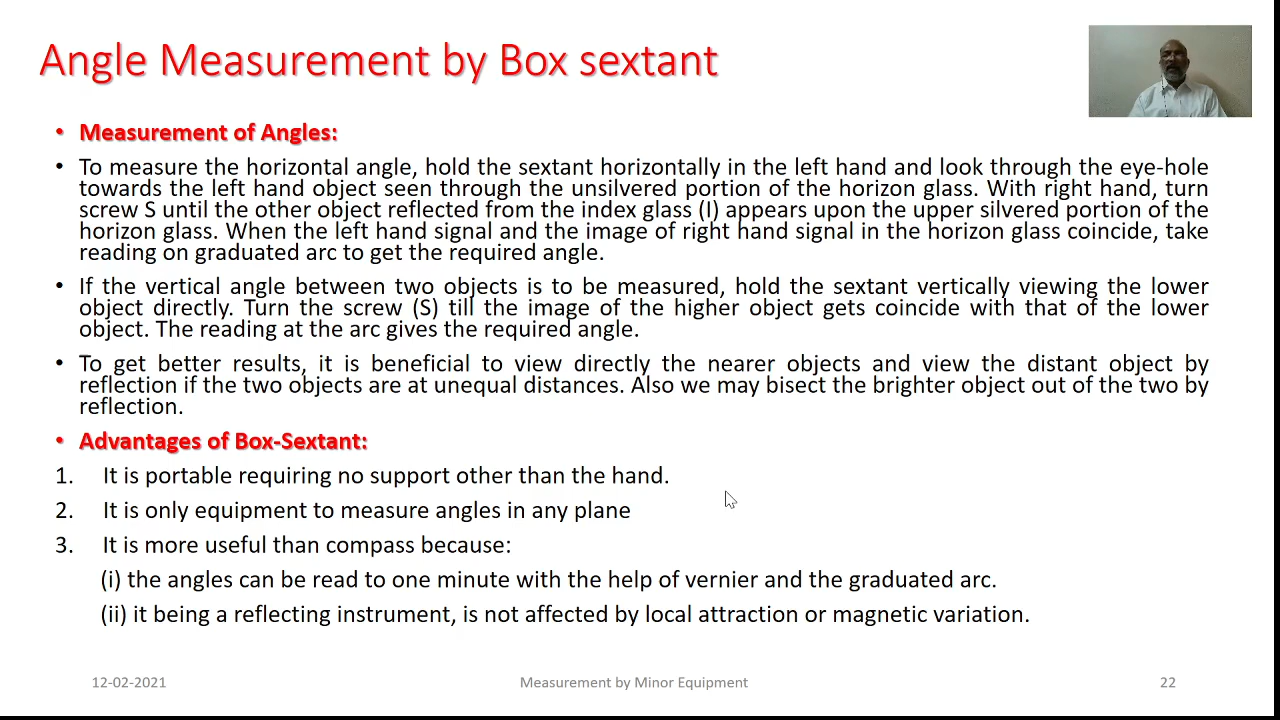 Angle Measurement by Box sextant
• Measurement of Angles:
• To measure the horizontal angle, hold the sextant horizontally in the left hand and look through the eye-hole
towards the left hand object seen through the unsilvered portion of the horizon glass. With right hand, turn
screw S until the other object reflected from the index glass (I) appears upon the upper silvered portion of the
horizon glass. When the left hand signal and the image of right hand signal in the horizon glass coincide, take
reading on graduated arc to get the required angle.
• If the vertical angle between two objects is to be measured, hold the sextant vertically viewing the lower
object directly. Turn the screw (S) till the image of the higher object gets coincide with that of the lower
object. The reading at the arc gives the required angle.
• To get better results, it is beneficial to view directly the nearer objects and view the distant object by
reflection if the two objects are at unequal distances. Also we may bisect the brighter object out of the two by
reflection.
• Advantages of Box-Sextant:
1. It is portable requiring no support other than the hand.
2. It is only equipment to measure angles in any plane
3. It is more useful than compass because:
(i) the angles can be read to one minute with the help of vernier and the graduated arc.
(ii) it being a reflecting instrument, is not affected by local attraction or magnetic variation.
12-02-2021 Measurement by Minor Equipment 22